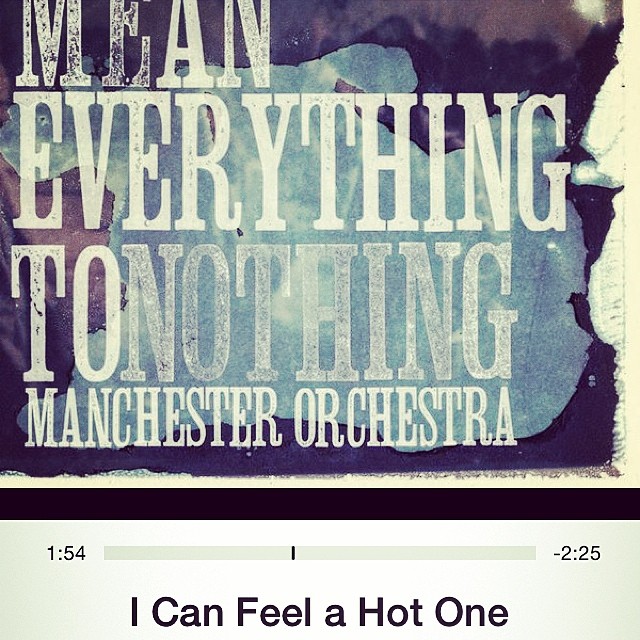 MEAN
EVERYTHING
TO NOTHING
MANCHESTER ORCHESTRA
1:54 -2:25
I Can Feel a Hot One